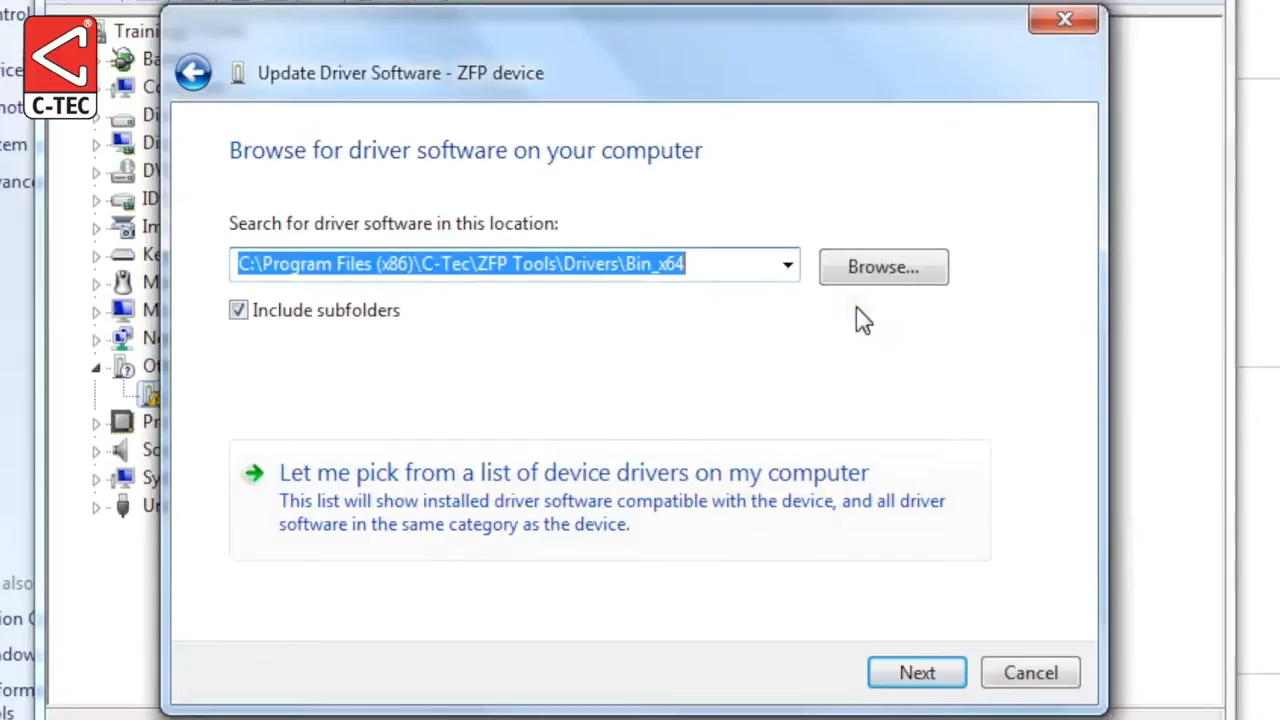 C-TEC
Update Driver Software - ZFP device
Browse for driver software on your computer
Search for driver software in this location:
C:\Program Files (x86)\C-Tec\ZFP Tools\Drivers\Bin_x64
Browse...
Include subfolders
Let me pick from a list of device drivers on my computer
This list will show installed driver software compatible with the device, and all driver
software in the same category as the device.
Next
Cancel
also